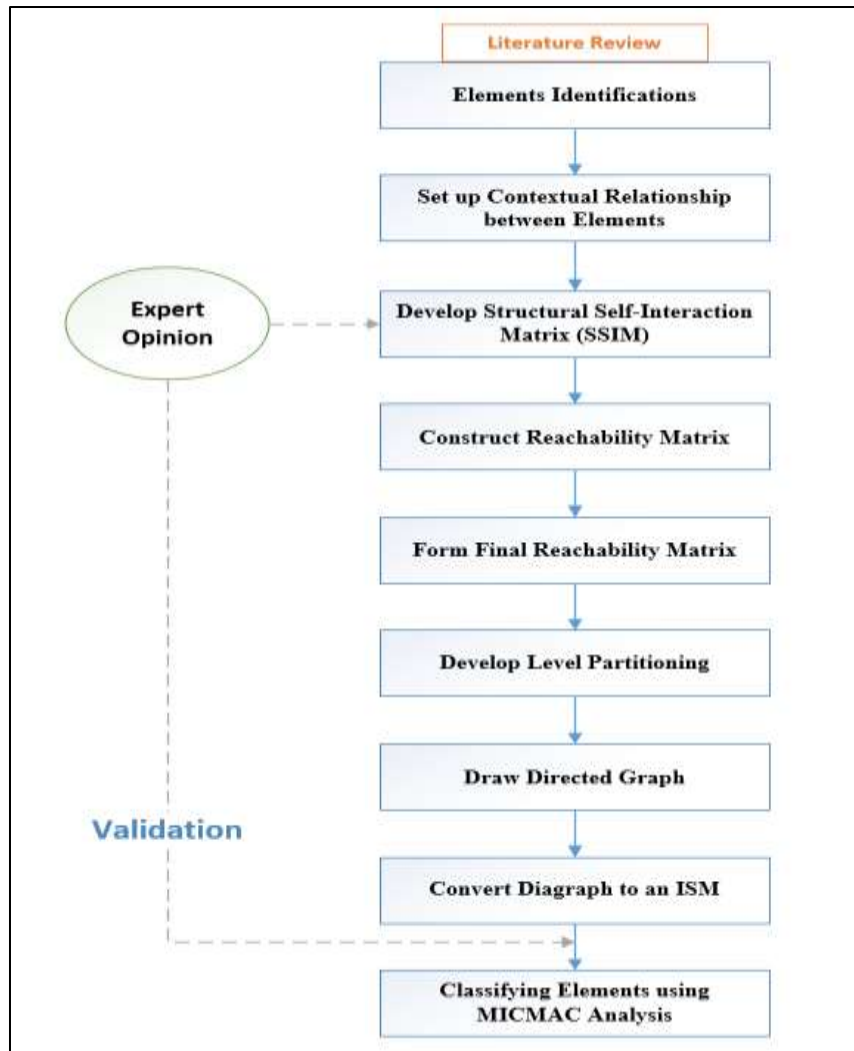 Literature Review
Elements Identifications
Set up Contextual Relationship
between Elements
Expert
Opinion
Develop Structural Self-Interaction
Matrix (SSIM)
Construct Reachability Matrix
Form Final Reachability Matrix
Develop Level Partitioning
Draw Directed Graph
Validation
Convert Diagraph to an ISM
Classifying Elements using
MICMAC Analysis